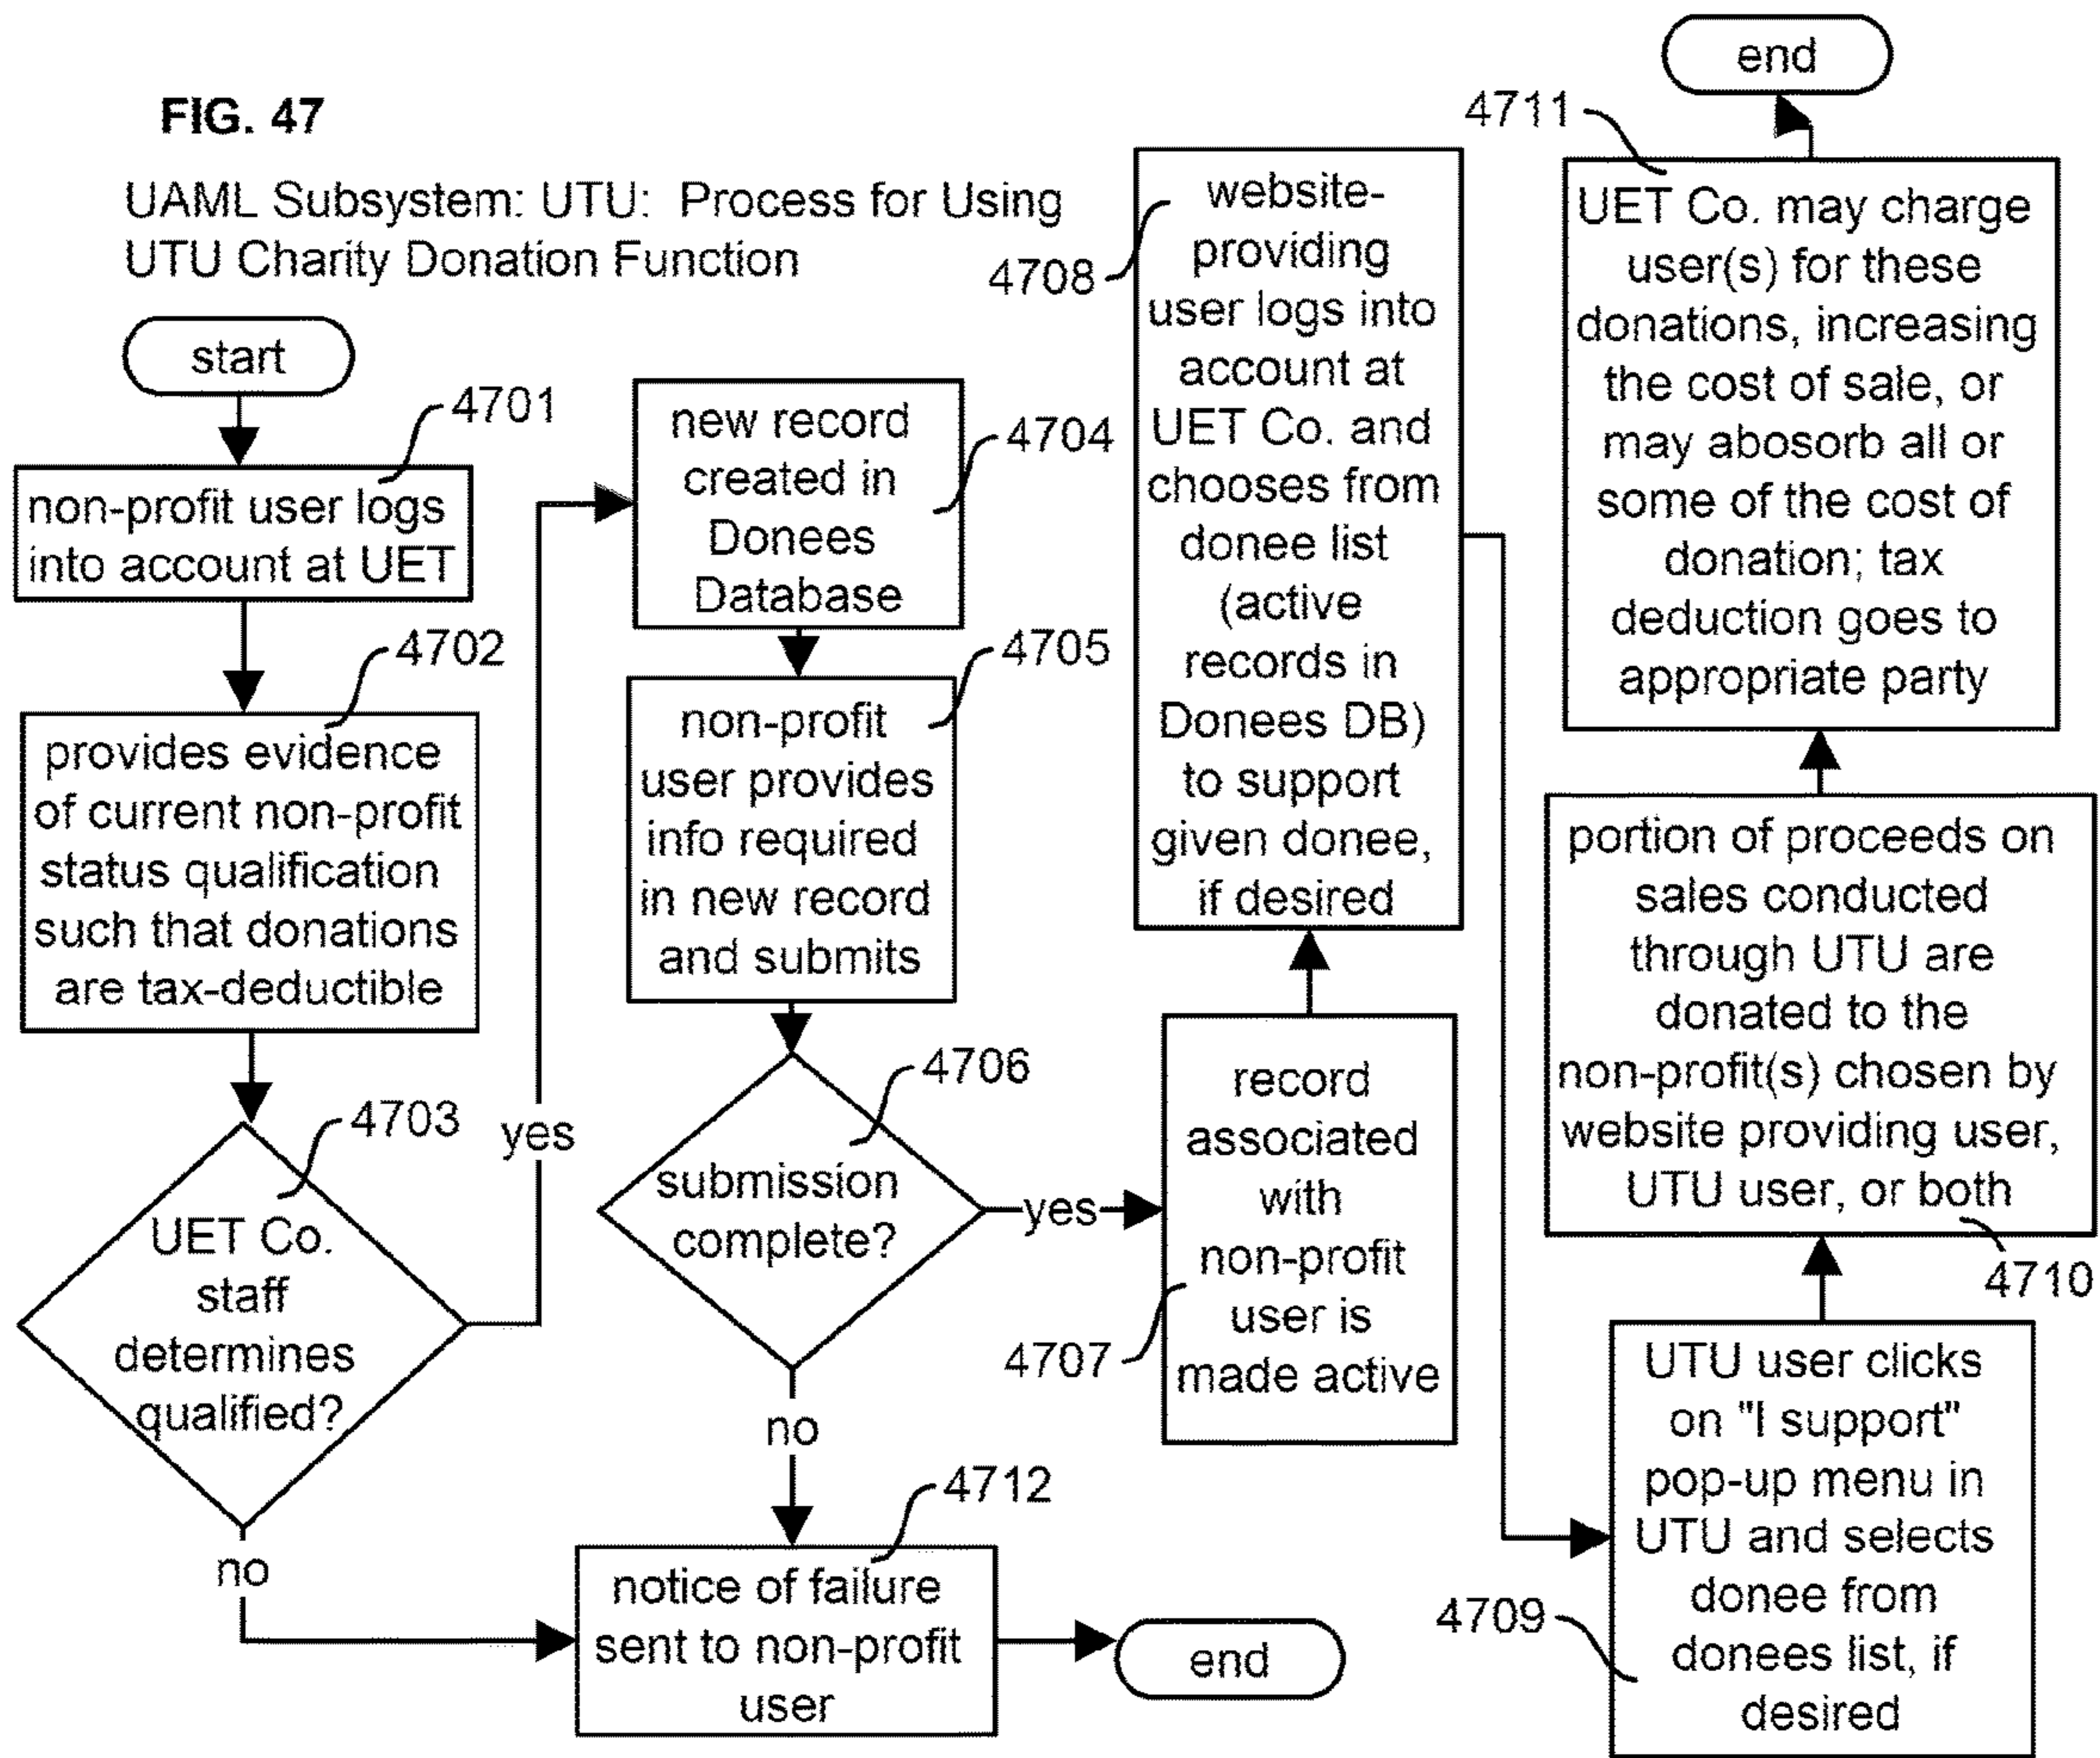 FIG. 47
UAML Subsystem: UTU: Process for Using
UTU Charity Donation Function
start
4701
non-profit user logs
into account at UET
4702
provides evidence
of current non-profit
status qualification
such that donations
are tax-deductible
4703
UET Co.
staff
determines
qualified?
yes
no
4704
new record
created in
Donees
Database
4705
non-profit
user provides
info required
in new record
and submits
4706
submission
complete?
yes
no
4712
notice of failure
sent to non-profit
user
end
4707
record
associated
with
non-profit
user is
made active
4708
website-
providing
user logs into
account at
UET Co. and
chooses from
donee list
(active
records in
Donees DB)
to support
given donee,
if desired
4709
UTU user clicks
on "I support"
pop-up menu in
UTU and selects
donee from
donees list, if
desired
4710
portion of proceeds on
sales conducted
through UTU are
donated to the
non-profit(s) chosen by
website providing user,
UTU user, or both
4711
UET Co. may charge
user(s) for these
donations, increasing
the cost of sale, or
may abosorb all or
some of the cost of
donation; tax
deduction goes to
appropriate party
end